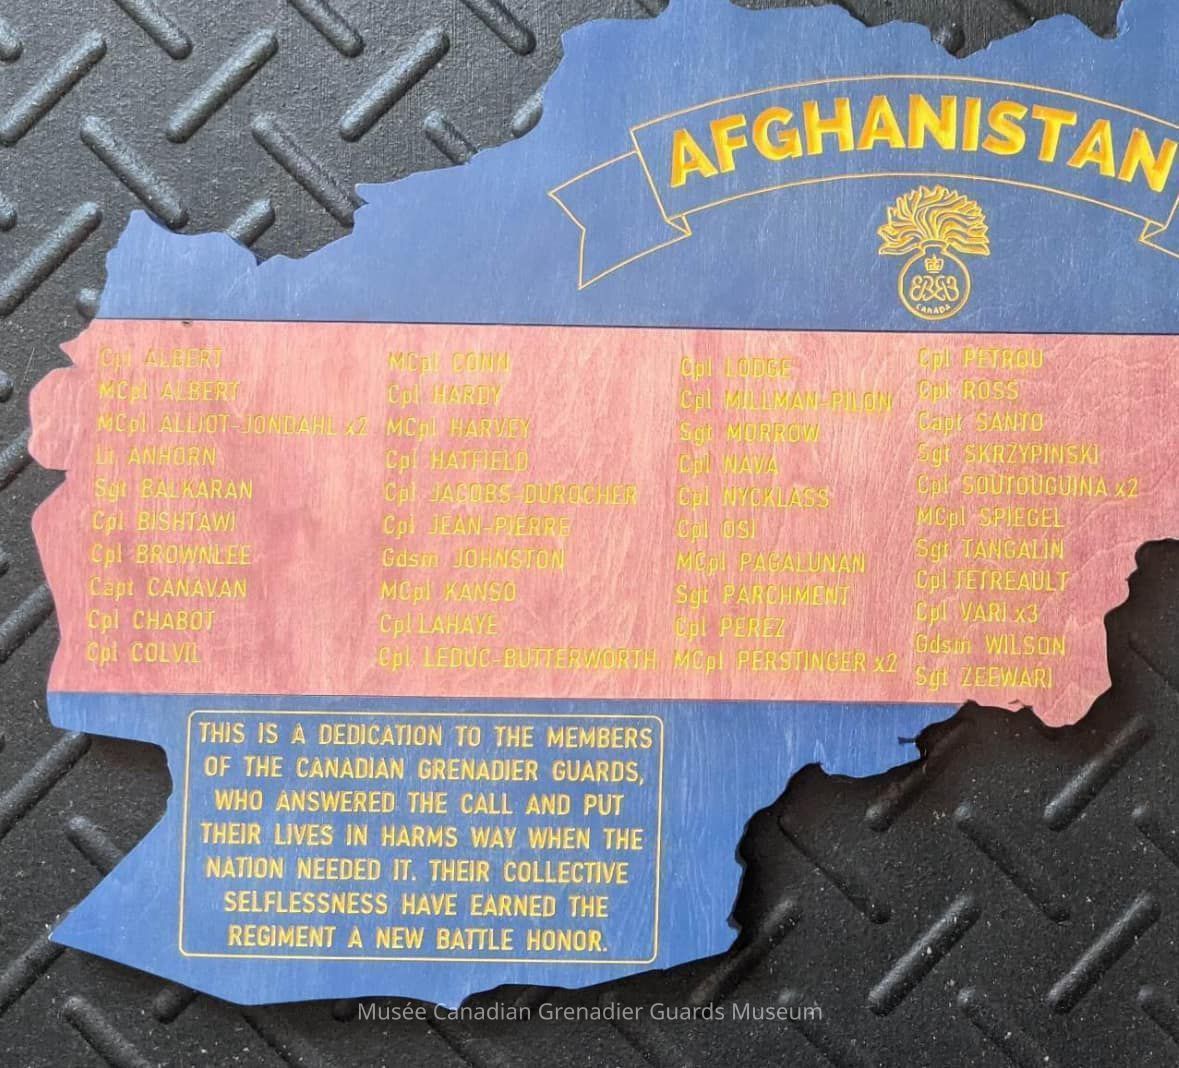 AFGHANISTAN
CANADA
Cpl ALBERT
MCpl ALBERT
MCpl ALLIOT-JONDAHL x2
Lt ANHORN
Sgt BALKARAN
Cpl BISHTAWI
Cpl BROWNLEE
Capt CANAVAN
Cpl CHABOT
Cpl COLVIL
MCpl CONN
Cpl HARDY
MCpl HARVEY
Cpl HATFIELD
Cpl JACOBS-DUROCHER
Cpl JEAN-PIERRE
Gdsm JOHNSTON
MCpl KANSO
Cpl LAHAYE
Cpl LEDUC-BUTTERWORTH
Cpl LODGE
Cpl MILLMAN-PILON
Sgt MORROW
Cpl NAVA
Cpl NYCKLASS
Cpl OSI
MCpl PAGALUNAN
Sgt PARCHMENT
Cpl PEREZ
MCpl PERSTINGER x2
Cpl PETROU
Cpl ROSS
Capt SANTO
Sgt SKRZYPINSKI
Cpl SOUTOUGUINA x2
MCpl SPIEGEL
Sgt TANGALIN
Cpl TETREAULT
Cpl VARI x3
Gdsm WILSON
Sgt ZEEWARI
THIS IS A DEDICATION TO THE MEMBERS
OF THE CANADIAN GRENADIER GUARDS,
WHO ANSWERED THE CALL AND PUT
THEIR LIVES IN HARMS WAY WHEN THE
NATION NEEDED IT. THEIR COLLECTIVE
SELFLESSNESS HAVE EARNED THE
REGIMENT A NEW BATTLE HONOR.
Musée Canadian Grenadier Guards Museum